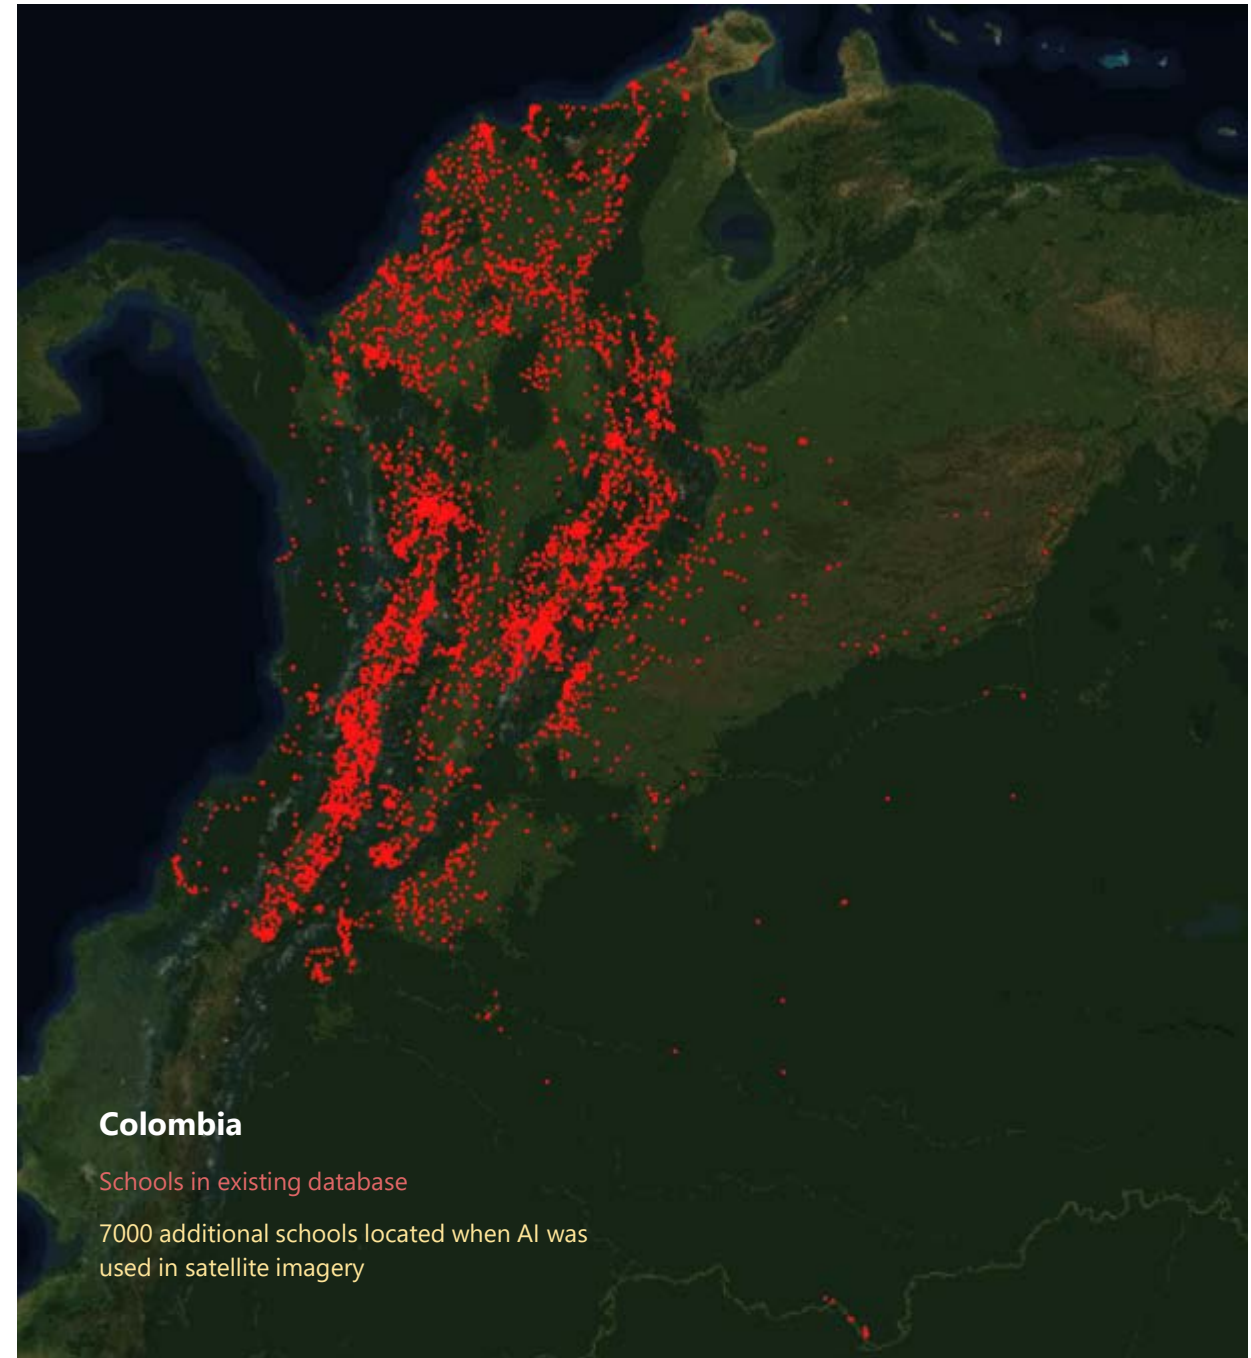 Colombia
Schools in existing database
7000 additional schools located when AI was
used in satellite imagery